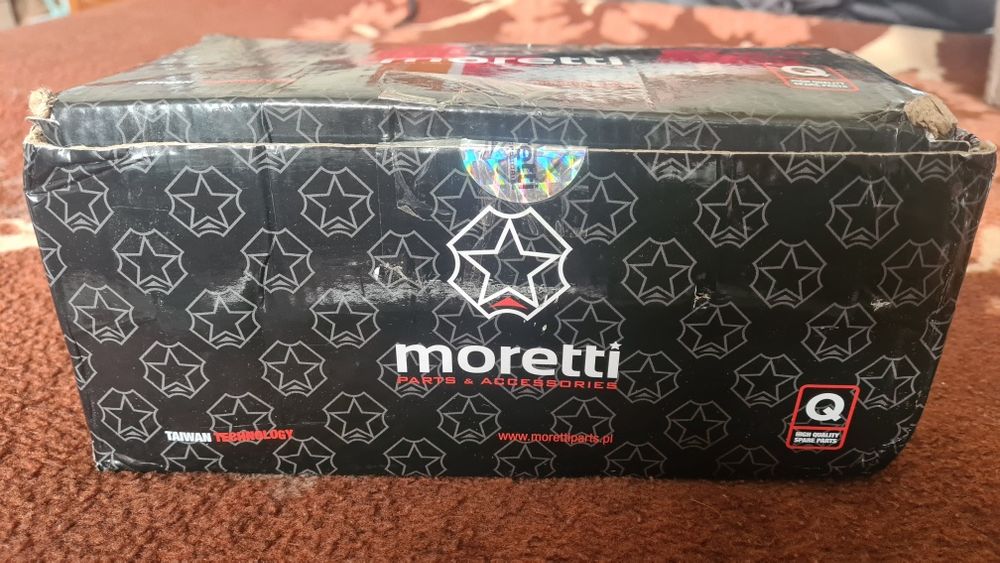 moretti
Q
moretti
PARTS & ACCESSORIES
Q
HIGH QUALITY
SPARE PARTS
TAIWAN TECHNOLOGY
www.morettiparts.pl